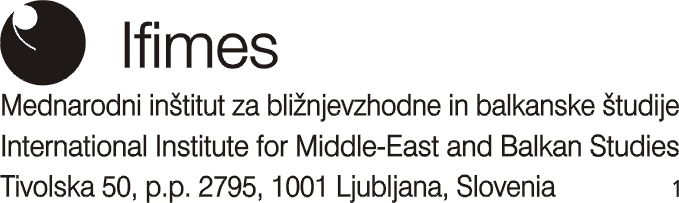 Ifimes
Mednarodni inštitut za bližnjevzhodne in balkanske študije
International Institute for Middle-East and Balkan Studies
Tivolska 50, p.p. 2795, 1001 Ljubljana, Slovenia 1